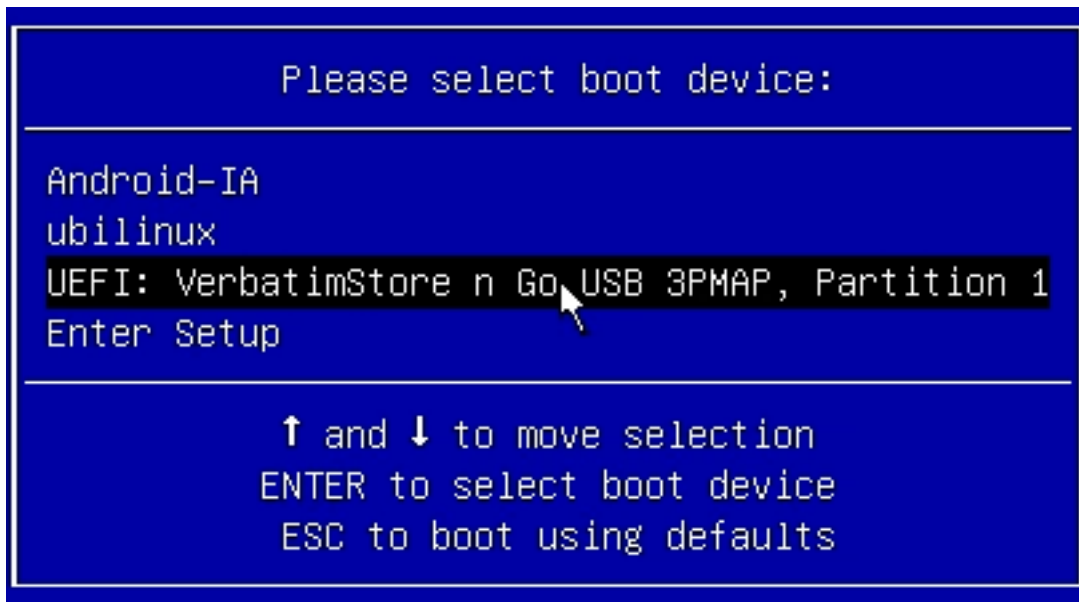 Please select boot device:
Android-IA
ubilinux
UEFI: VerbatimStore n Go USB 3PMAP, Partition 1
Enter Setup
↑ and ↓ to move selection
ENTER to select boot device
ESC to boot using defaults